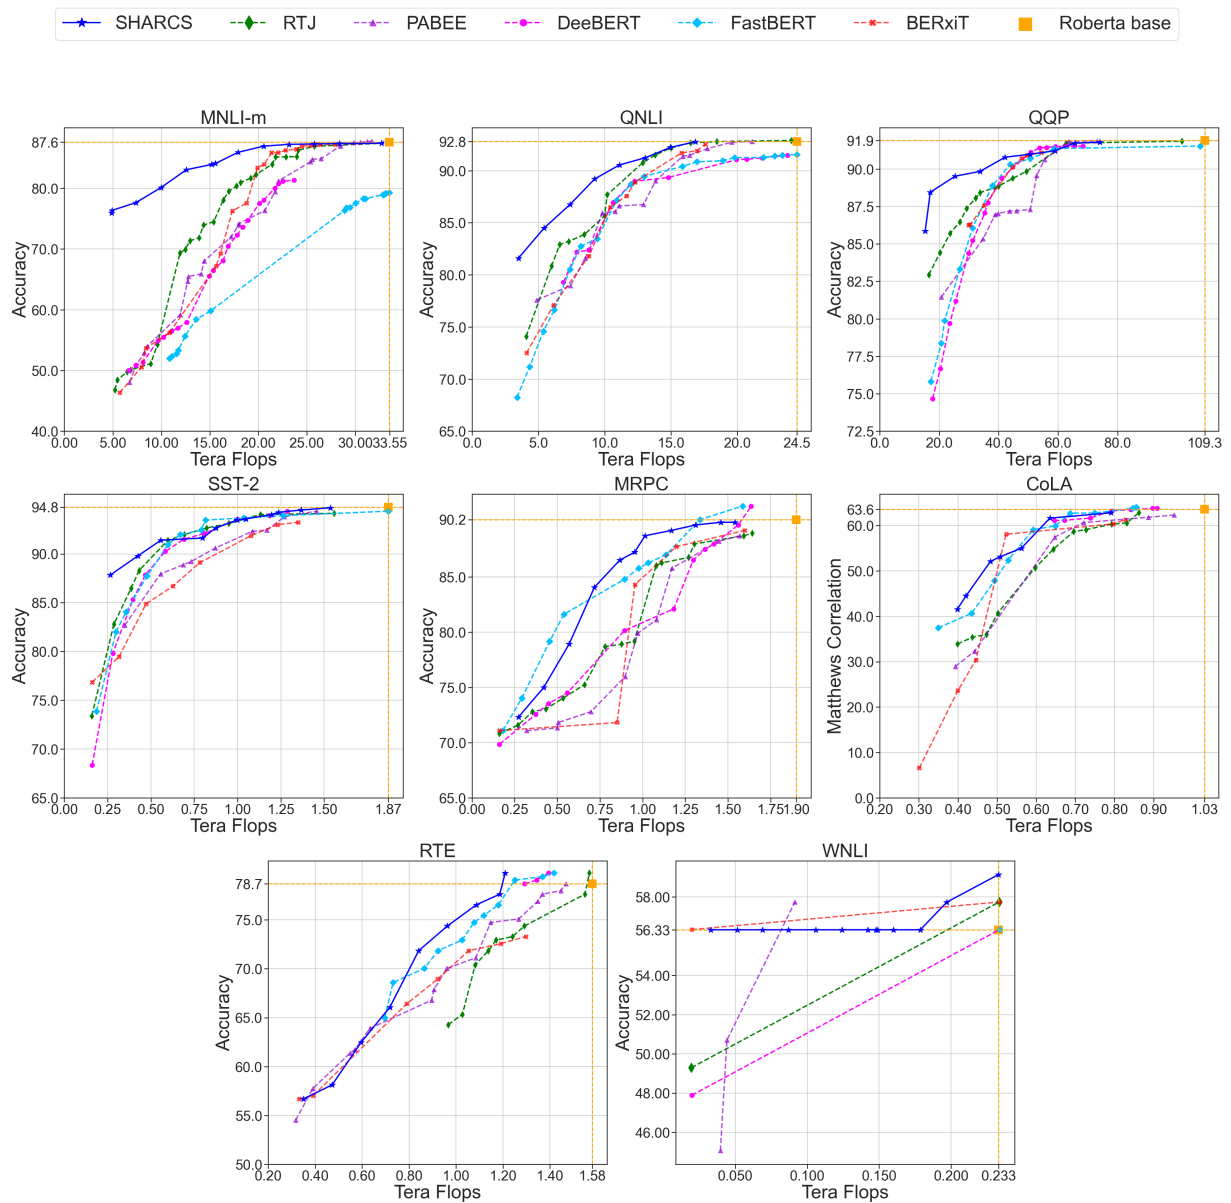 SHARCS RTJ PABEE DeeBERT FastBERT BERxiT Roberta base
MNLI-m
87.6
80.0
70.0
60.0
50.0
40.0
Accuracy
0.00 5.00 10.00 15.00 20.00 25.00 30.00 33.55
Tera Flops
QNLI
92.8
90.0
85.0
80.0
75.0
70.0
65.0
Accuracy
0.0 5.0 10.0 15.0 20.0 24.5
Tera Flops
QQP
91.9
90.0
87.5
85.0
82.5
80.0
77.5
75.0
72.5
Accuracy
0.0 20.0 40.0 60.0 80.0 109.3
Tera Flops
SST-2
94.8
90.0
85.0
80.0
75.0
70.0
65.0
Accuracy
0.00 0.25 0.50 0.75 1.00 1.25 1.50 1.87
Tera Flops
MRPC
90.2
85.0
80.0
75.0
70.0
65.0
Accuracy
0.00 0.25 0.50 0.75 1.00 1.25 1.50 1.75 1.90
Tera Flops
CoLA
63.6
60.0
50.0
40.0
30.0
20.0
10.0
0.0
Matthews Correlation
0.20 0.30 0.40 0.50 0.60 0.70 0.80 0.90 1.03
Tera Flops
RTE
78.7
75.0
70.0
65.0
60.0
55.0
50.0
Accuracy
0.20 0.40 0.60 0.80 1.00 1.20 1.40 1.58
Tera Flops
WNLI
58.00
56.33
54.00
52.00
50.00
48.00
46.00
Accuracy
0.050 0.100 0.150 0.200 0.233
Tera Flops